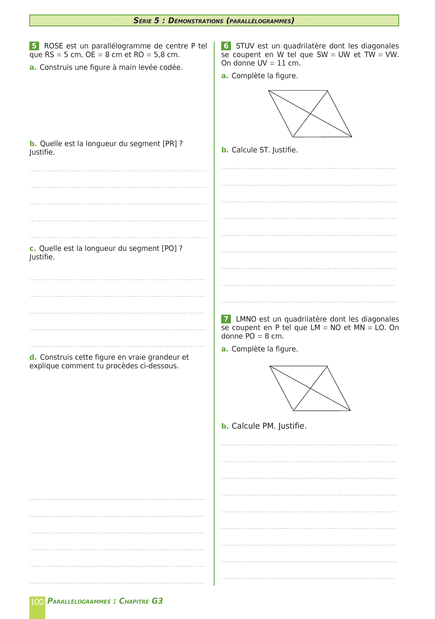 SÉRIE 5 : DÉMONSTRATIONS (PARALLÉLOGRAMMES)
5 ROSE est un parallélogramme de centre P tel
que RS = 5 cm, OE = 8 cm et RO = 5,8 cm.
a. Construis une figure à main levée codée.
b. Quelle est la longueur du segment [PR] ?
Justifie.
c. Quelle est la longueur du segment [PO] ?
Justifie.
d. Construis cette figure en vraie grandeur et
explique comment tu procèdes ci-dessous.
6 STUV est un quadrilatère dont les diagonales
se coupent en W tel que SW = UW et TW = VW.
On donne UV = 11 cm.
a. Complète la figure.
b. Calcule ST. Justifie.
7 LMNO est un quadrilatère dont les diagonales
se coupent en P tel que LM = NO et MN = LO. On
donne PO = 8 cm.
a. Complète la figure.
b. Calcule PM. Justifie.
100 PARALLÉLOGRAMMES : CHAPITRE G3